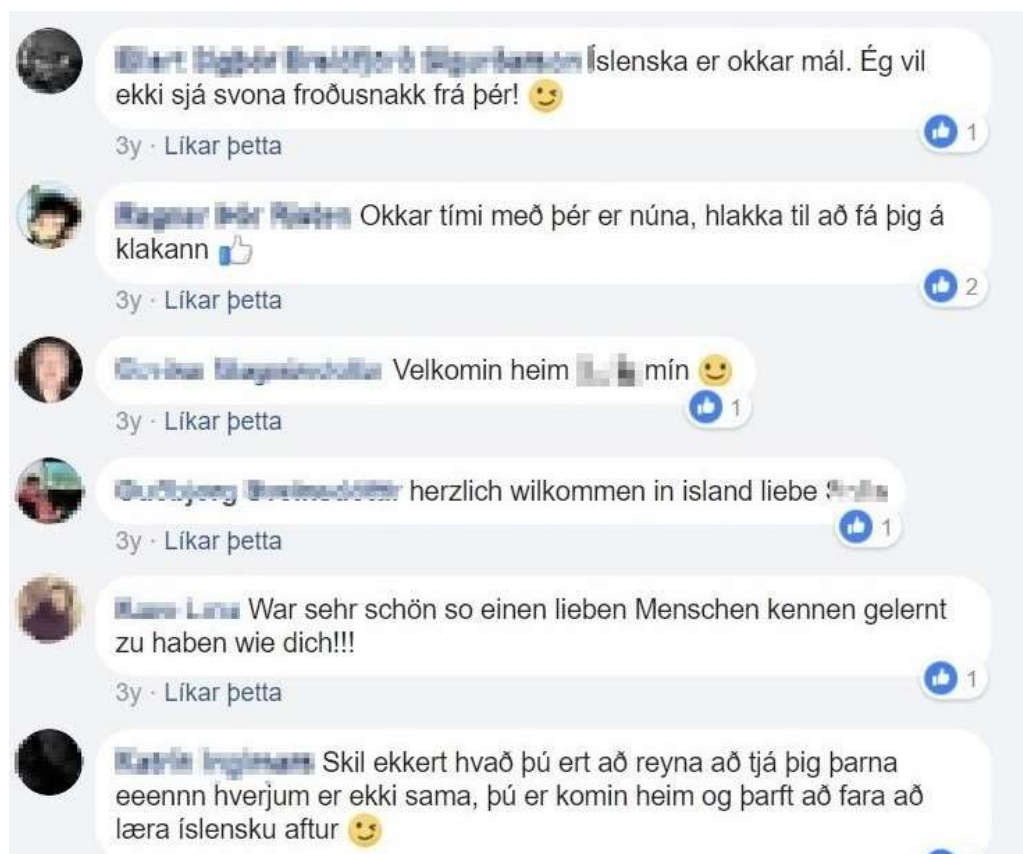 Íslenska er okkar mál. Ég vil
ekki sjá svona froðusnakk frá þér!
1
3y · Líkar þetta
Okkar tími með þér er núna, hlakka til að fá þig á
klakann
2
3y · Líkar þetta
Velkomin heim mín
1
3y · Líkar þetta
herzlich wilkommen in island liebe
1
3y · Líkar þetta
War sehr schön so einen lieben Menschen kennen gelernt
zu haben wie dich!!!
1
3y · Líkar þetta
Skil ekkert hvað þú ert að reyna að tjá þig þarna
eeennn hverjum er ekki sama, þú er komin heim og þarft að fara að
læra íslensku aftur